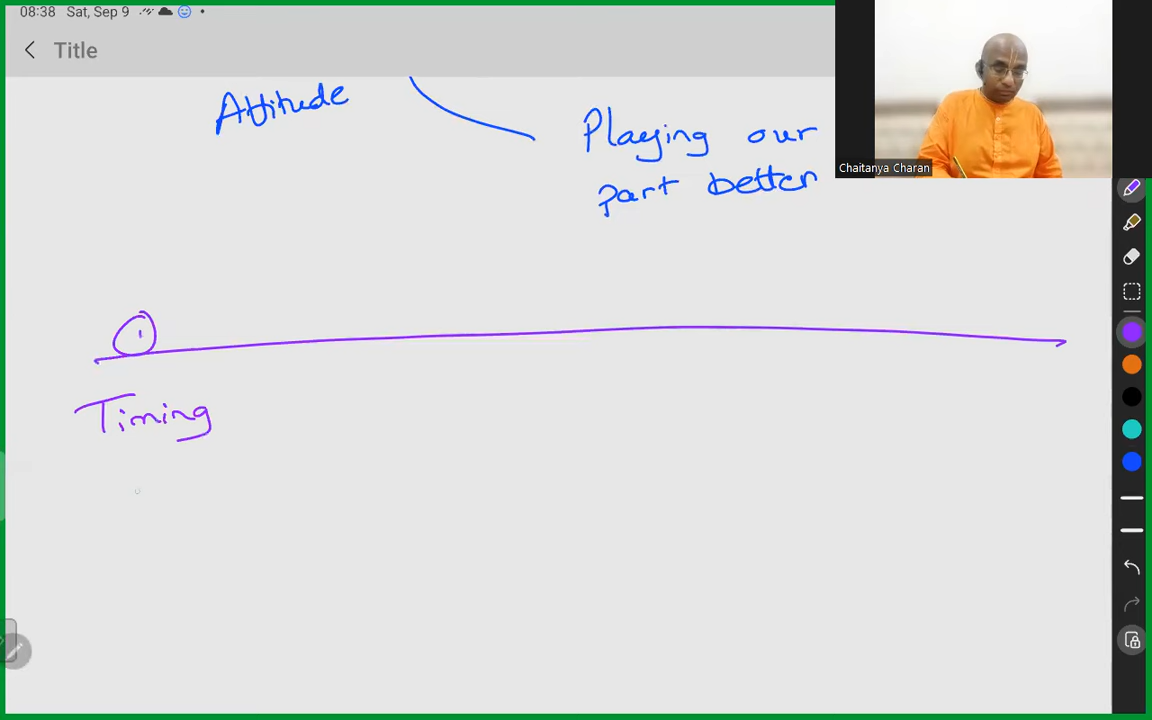 08:38 Sat, Sep 9
Title
Attitude
Playing our
part better
Chaitanya Charan
1
Timing